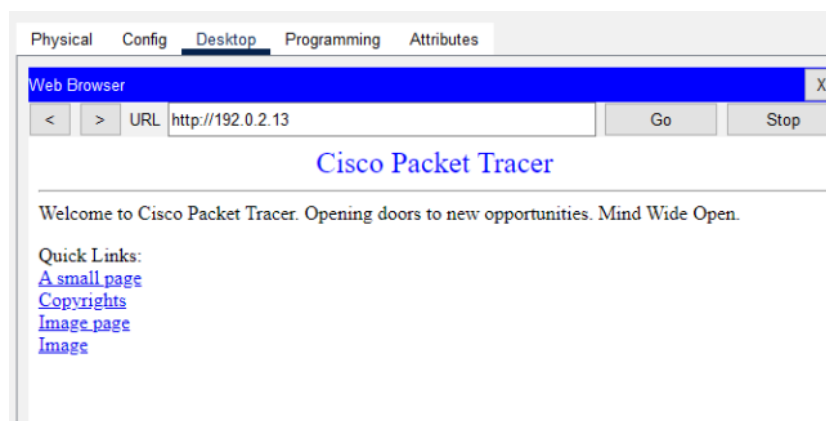 Physical Config Desktop Programming Attributes
Web Browser X
< > URL http://192.0.2.13 Go Stop
Cisco Packet Tracer
Welcome to Cisco Packet Tracer. Opening doors to new opportunities. Mind Wide Open.
Quick Links:
A small page
Copyrights
Image page
Image